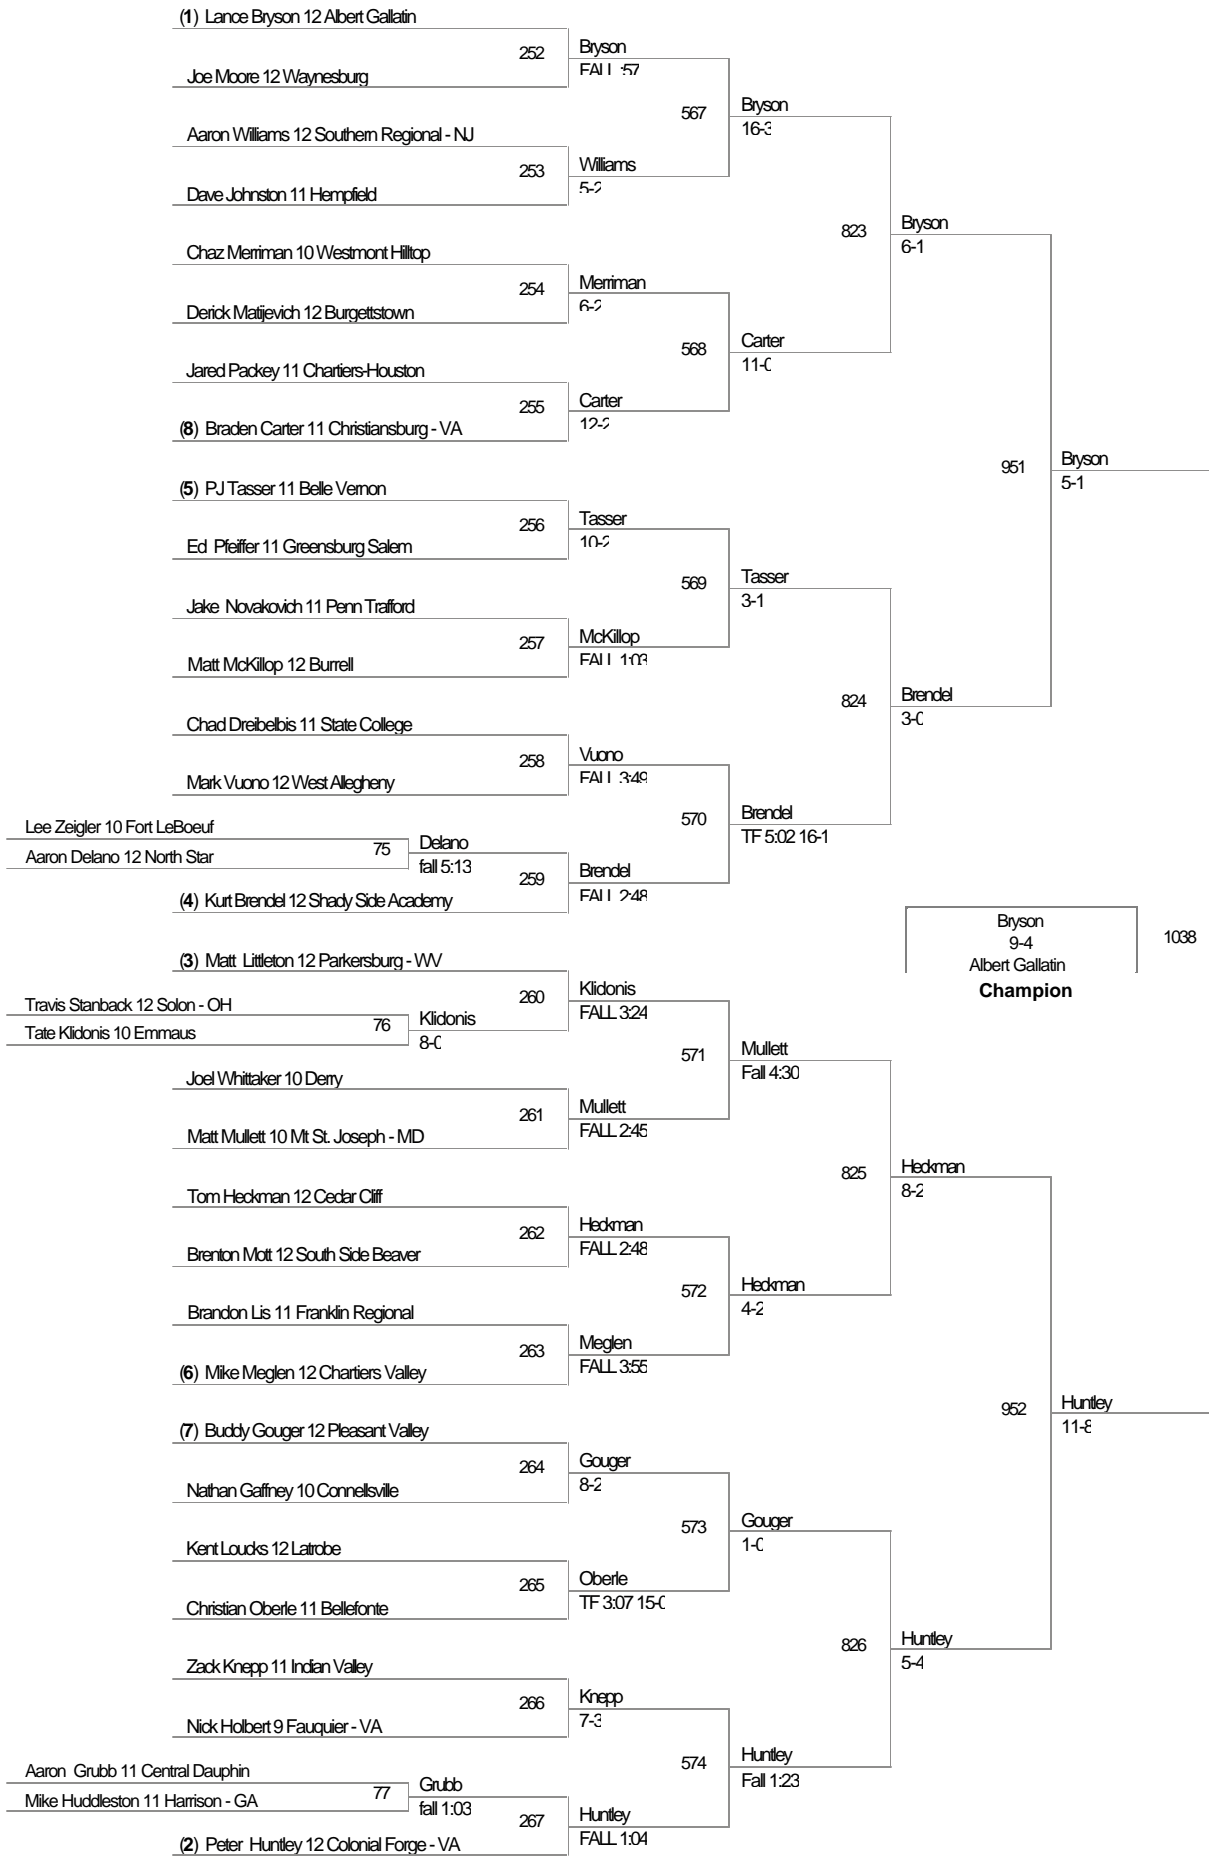 (1) Lance Bryson 12 Albert Gallatin
252
Bryson
FALL :57
Joe Moore 12 Waynesburg
567
Bryson
16-3
Aaron Williams 12 Southern Regional - NJ
253
Williams
5-2
Dave Johnston 11 Hempfield
823
Bryson
6-1
Chaz Merriman 10 Westmont Hilltop
254
Merriman
6-2
Derick Matijevich 12 Burgettstown
568
Carter
11-0
Jared Packey 11 Chartiers-Houston
255
Carter
12-2
(8) Braden Carter 11 Christiansburg - VA
951
Bryson
5-1
(5) PJ Tasser 11 Belle Vernon
256
Tasser
10-2
Ed Pfeiffer 11 Greensburg Salem
569
Tasser
3-1
Jake Novakovich 11 Penn Trafford
257
McKillop
FALL 1:03
Matt McKillop 12 Burrell
824
Brendel
3-0
Chad Dreibelbis 11 State College
258
Vuono
FALL 3:49
Mark Vuono 12 West Allegheny
570
Brendel
TF 5:02 16-1
Lee Zeigler 10 Fort LeBoeuf
75
Delano
fall 5:13
Aaron Delano 12 North Star
259
Brendel
FALL 2:48
(4) Kurt Brendel 12 Shady Side Academy
Bryson
9-4
Albert Gallatin
1038
Champion
(3) Matt Littleton 12 Parkersburg - WV
260
Klidonis
FALL 3:24
Travis Stanback 12 Solon - OH
76
Klidonis
8-0
Tate Klidonis 10 Emmaus
571
Mullett
Fall 4:30
Joel Whittaker 10 Derry
261
Mullett
FALL 2:45
Matt Mullett 10 Mt St. Joseph - MD
825
Heckman
8-2
Tom Heckman 12 Cedar Cliff
262
Heckman
FALL 2:48
Brenton Mott 12 South Side Beaver
572
Heckman
4-2
Brandon Lis 11 Franklin Regional
263
Meglen
FALL 3:55
(6) Mike Meglen 12 Chartiers Valley
952
Huntley
11-8
(7) Buddy Gouger 12 Pleasant Valley
264
Gouger
8-2
Nathan Gaffney 10 Connellsville
573
Gouger
1-0
Kent Loucks 12 Latrobe
265
Oberle
TF 3:07 15-0
Christian Oberle 11 Bellefonte
826
Huntley
5-4
Zack Knepp 11 Indian Valley
266
Knepp
7-3
Nick Holbert 9 Fauquier - VA
574
Huntley
Fall 1:23
Aaron Grubb 11 Central Dauphin
77
Grubb
fall 1:03
Mike Huddleston 11 Harrison - GA
267
Huntley
FALL 1:04
(2) Peter Huntley 12 Colonial Forge - VA